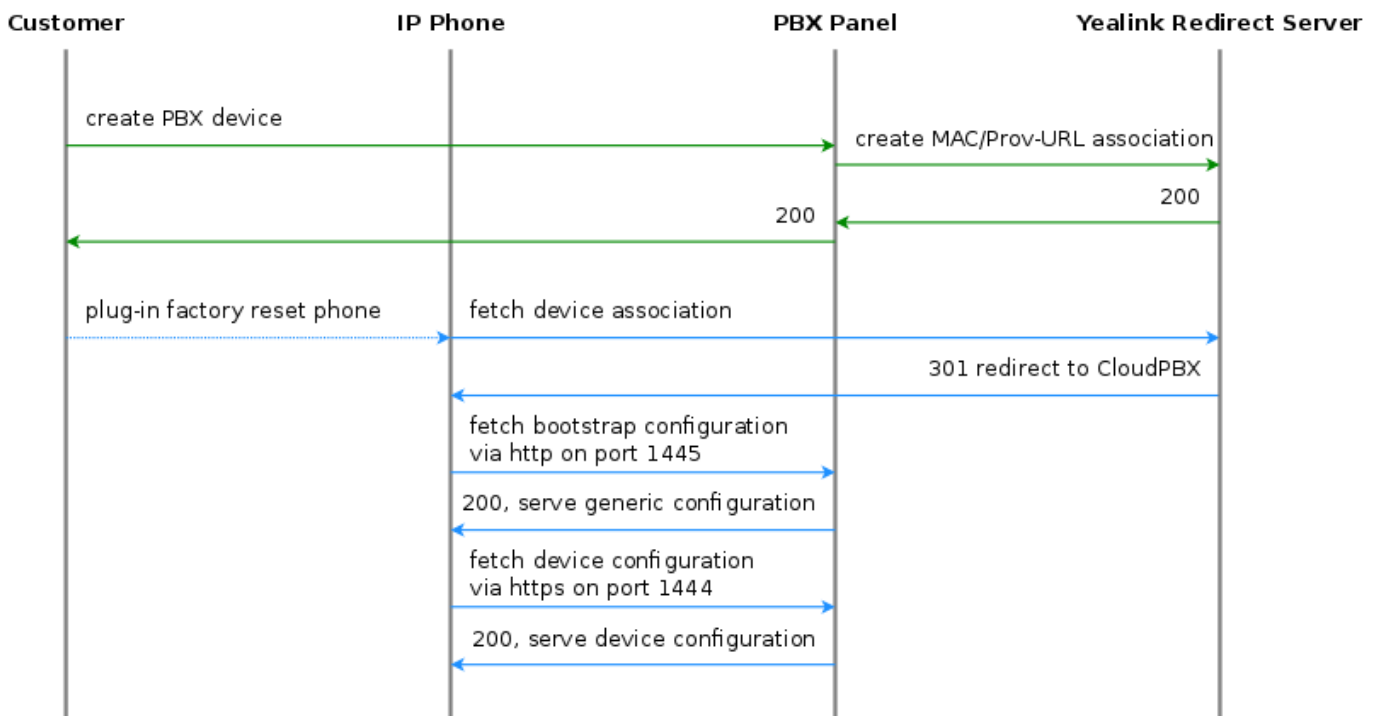 Customer IP Phone PBX Panel Yealink Redirect Server
create PBX device
create MAC/Prov-URL association
200
200
plug-in factory reset phone fetch device association
301 redirect to CloudPBX
fetch bootstrap configuration
via http on port 1445
200, serve generic configuration
fetch device configuration
via https on port 1444
200, serve device configuration